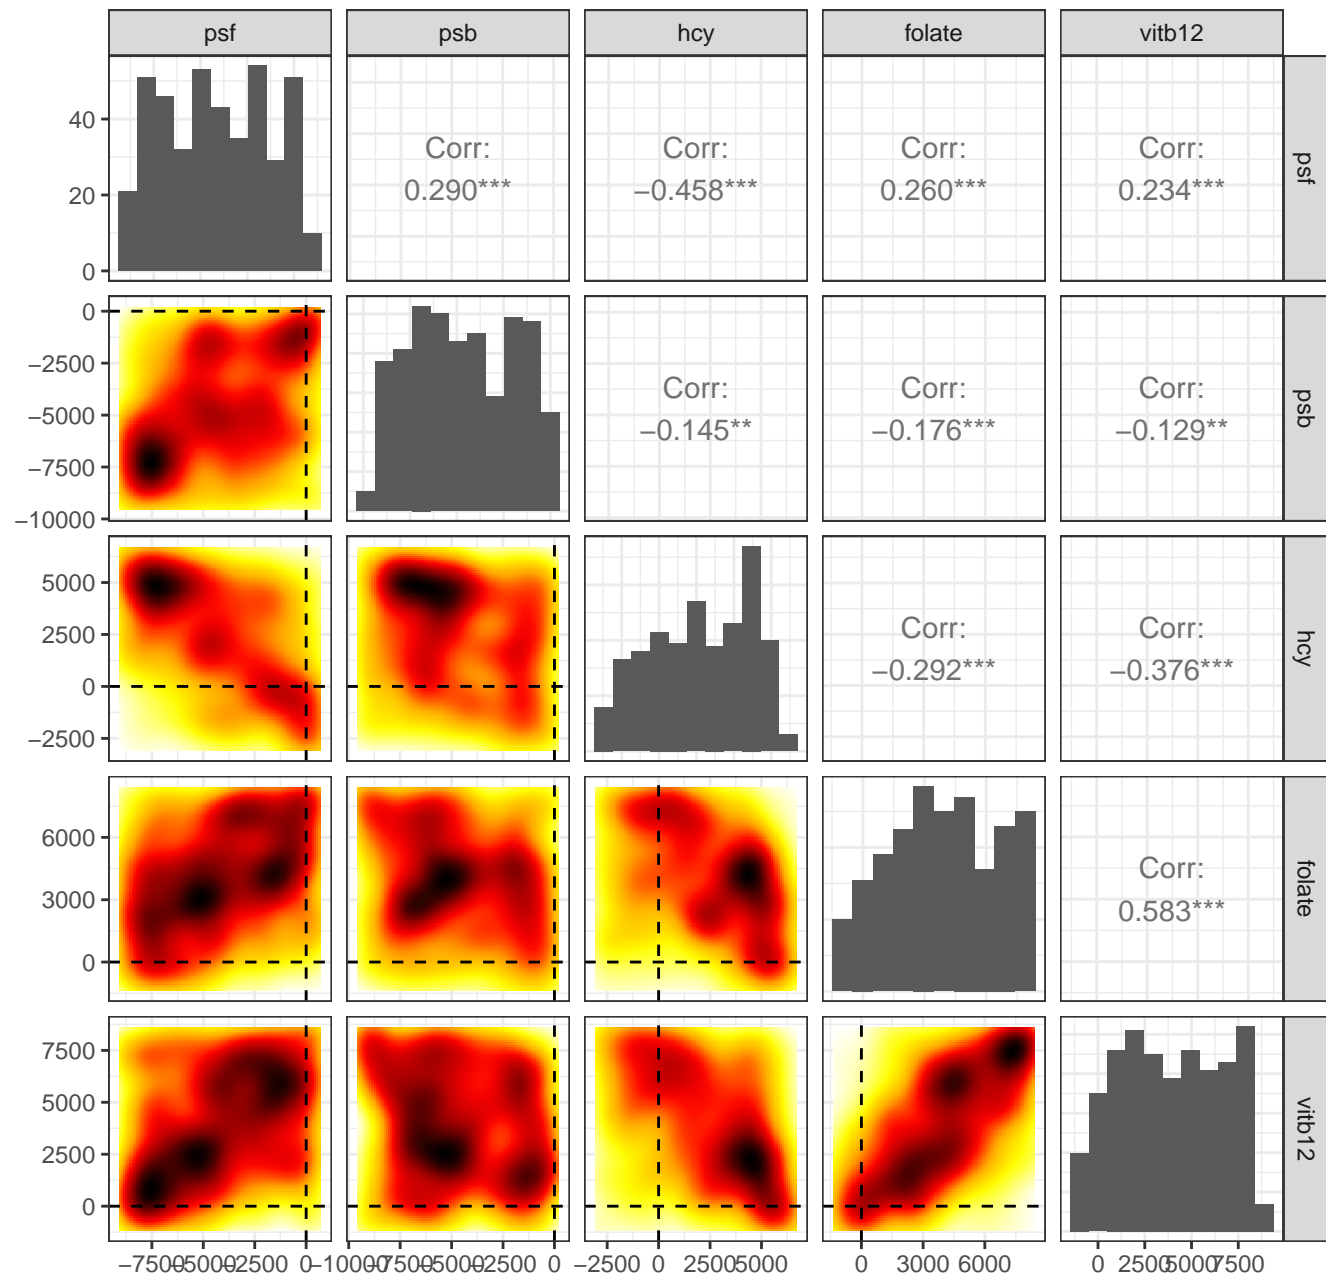 psf psb hcy folate vitb12
40
20
0
Corr:
0.290***
Corr:
−0.458***
Corr:
0.260***
Corr:
0.234***
psf
0
−2500
−5000
−7500
−10000
Corr:
−0.145**
Corr:
−0.176***
Corr:
−0.129**
psb
5000
2500
0
−2500
Corr:
−0.292***
Corr:
−0.376***
hcy
6000
3000
0
Corr:
0.583***
folate
7500
5000
2500
0
vitb12
−7500 −5000 −2500 0 −10000 −7500 −5000 −2500 0 −2500 0 2500 5000 0 3000 6000 0 2500 5000 7500